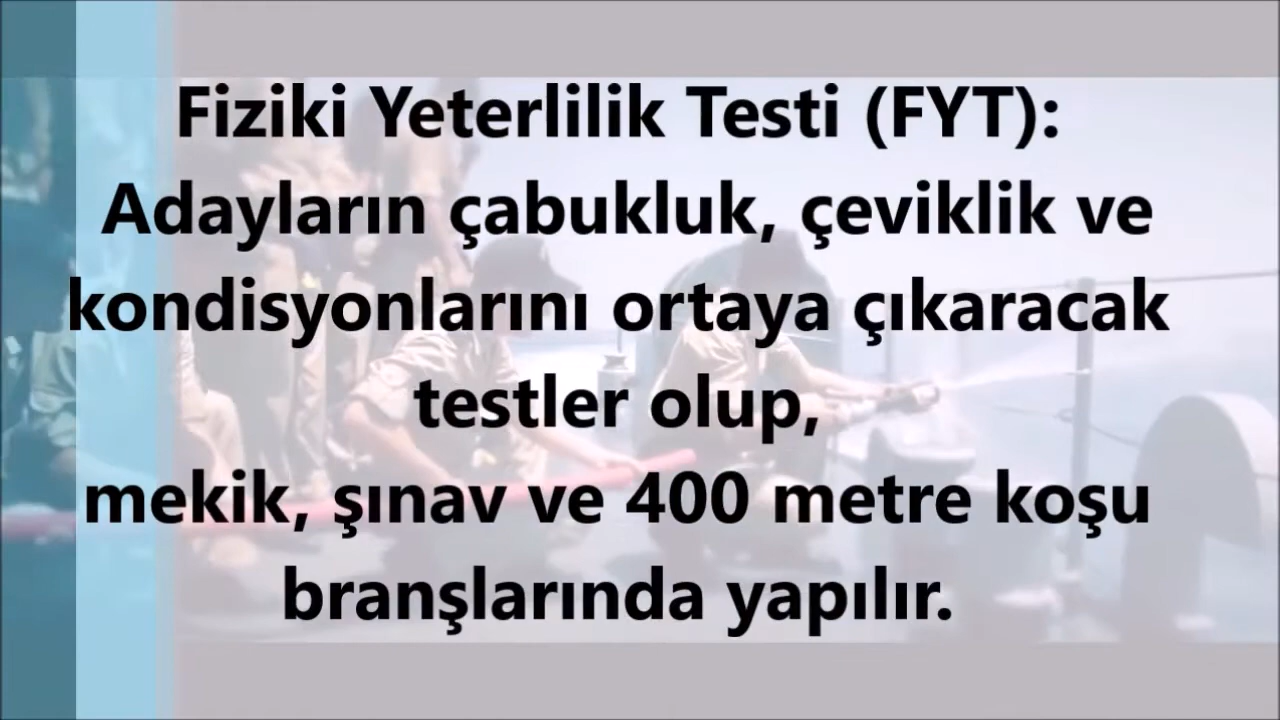 Fiziki Yeterlilik Testi (FYT):
Adayların çabukluk, çeviklik ve
kondisyonlarını ortaya çıkaracak
testler olup,
mekik, şınav ve 400 metre koşu
branşlarında yapılır.